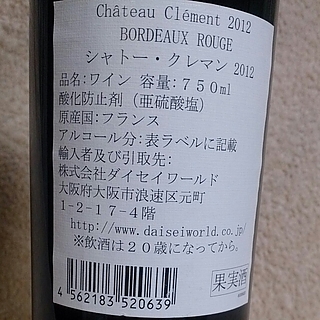 Château Clément 2012
BORDEAUX ROUGE
シャトー・クレマン 2012
品名:ワイン 容量:750ml
酸化防止剤(亜硫酸塩)
原産国:フランス
アルコール分:表ラベルに記載
輸入者及び引取先:
株式会社ダイセイワールド
大阪府大阪市浪速区元町
1-2-17-4階
http://www.daiseiworld.co.jp/
※飲酒は20歳になってから。
果実酒
4 562183 520639